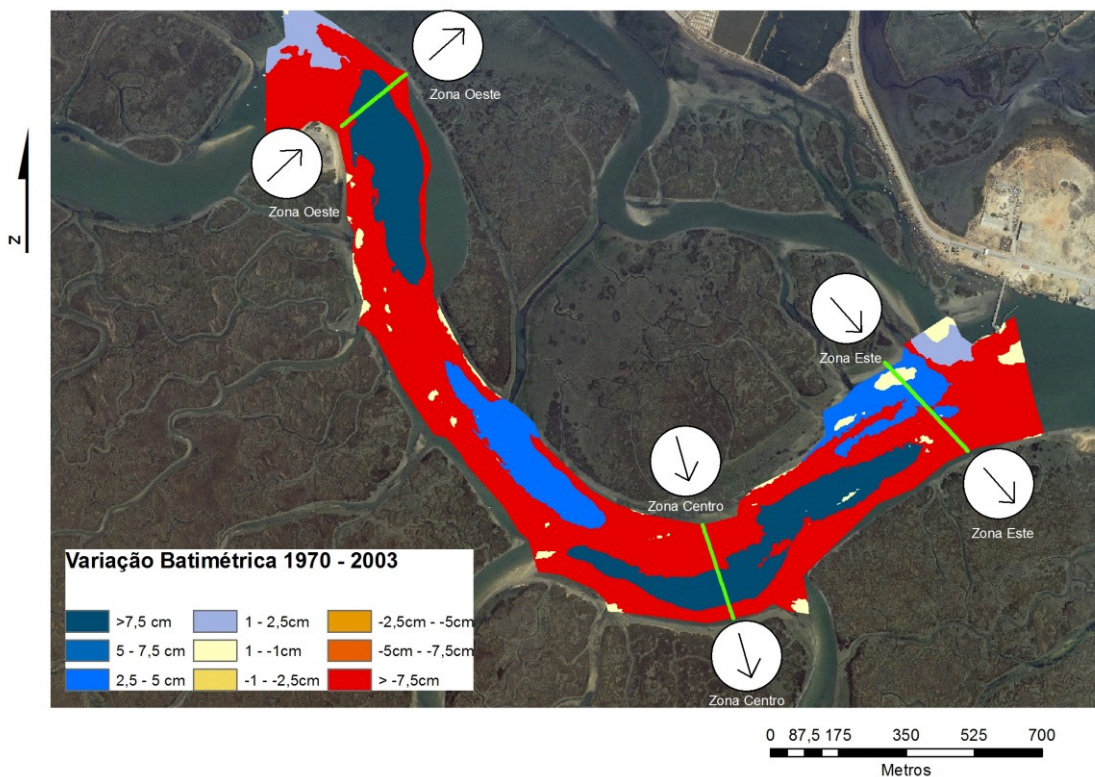 Zona Oeste
Zona Oeste
N
Zona Este
Zona Centro
Zona Este
Zona Centro
Variação Batimétrica 1970 - 2003
>7,5 cm
1 - 2,5cm
-2,5cm - -5cm
5 - 7,5 cm
1 - -1cm
-5cm - -7,5cm
2,5 - 5 cm
-1 - -2,5cm
> -7,5cm
0 87,5 175 350 525 700
Metros